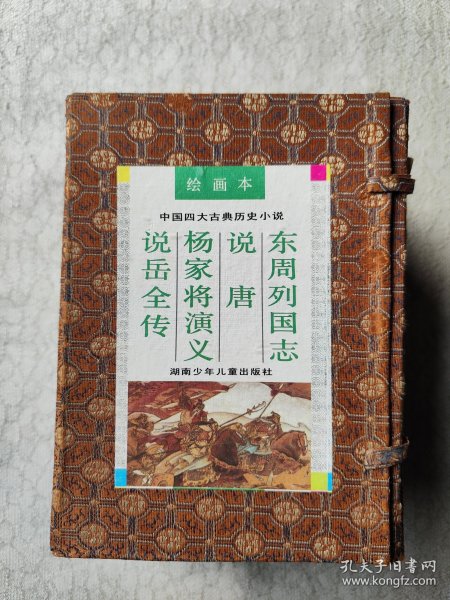 绘画本
中国四大古典历史小说
东周列国志
说唐
杨家将演义
说岳全传
湖南少年儿童出版社
孔夫子旧书网
www.kongfz.com